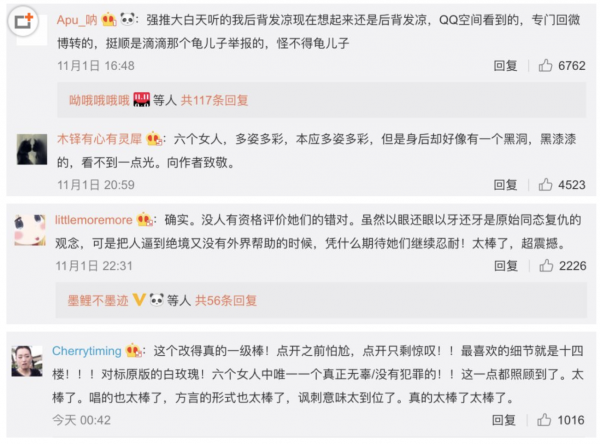 Apu_呐：强推大白天听的我后背发凉现在想起来还是后背发凉，QQ空间看到的，专门回微
博转的，挺顺是滴滴那个龟儿子举报的，怪不得龟儿子
11月1日 16:48 回复 6762
呦哦哦哦哦 等人 共117条回复
木铎有心有灵犀：六个女人，多姿多彩，本应多姿多彩，但是身后却好像有一个黑洞，黑漆漆
的，看不到一点光。向作者致敬。
11月1日 20:59 回复 4523
littlemoremore：确实。没人有资格评价她们的错对。虽然以眼还眼以牙还牙是原始同态复仇的
观念，可是把人逼到绝境又没有外界帮助的时候，凭什么期待她们继续忍耐！太棒了，超震撼。
11月1日 22:31 回复 2226
墨鲤不墨迹 等人 共56条回复
Cherrytiming：这个改得真的一级棒！点开之前怕尬，点开只剩惊叹！！最喜欢的细节就是十四
楼！！！对标原版的白玫瑰！六个女人中唯一一个真正无辜/没有犯罪的！！这一点都照顾到了。太
棒了。唱的也太棒了，方言的形式也太棒了，讽刺意味太到位了。真的太棒了太棒了。
今天 00:42 回复 1016